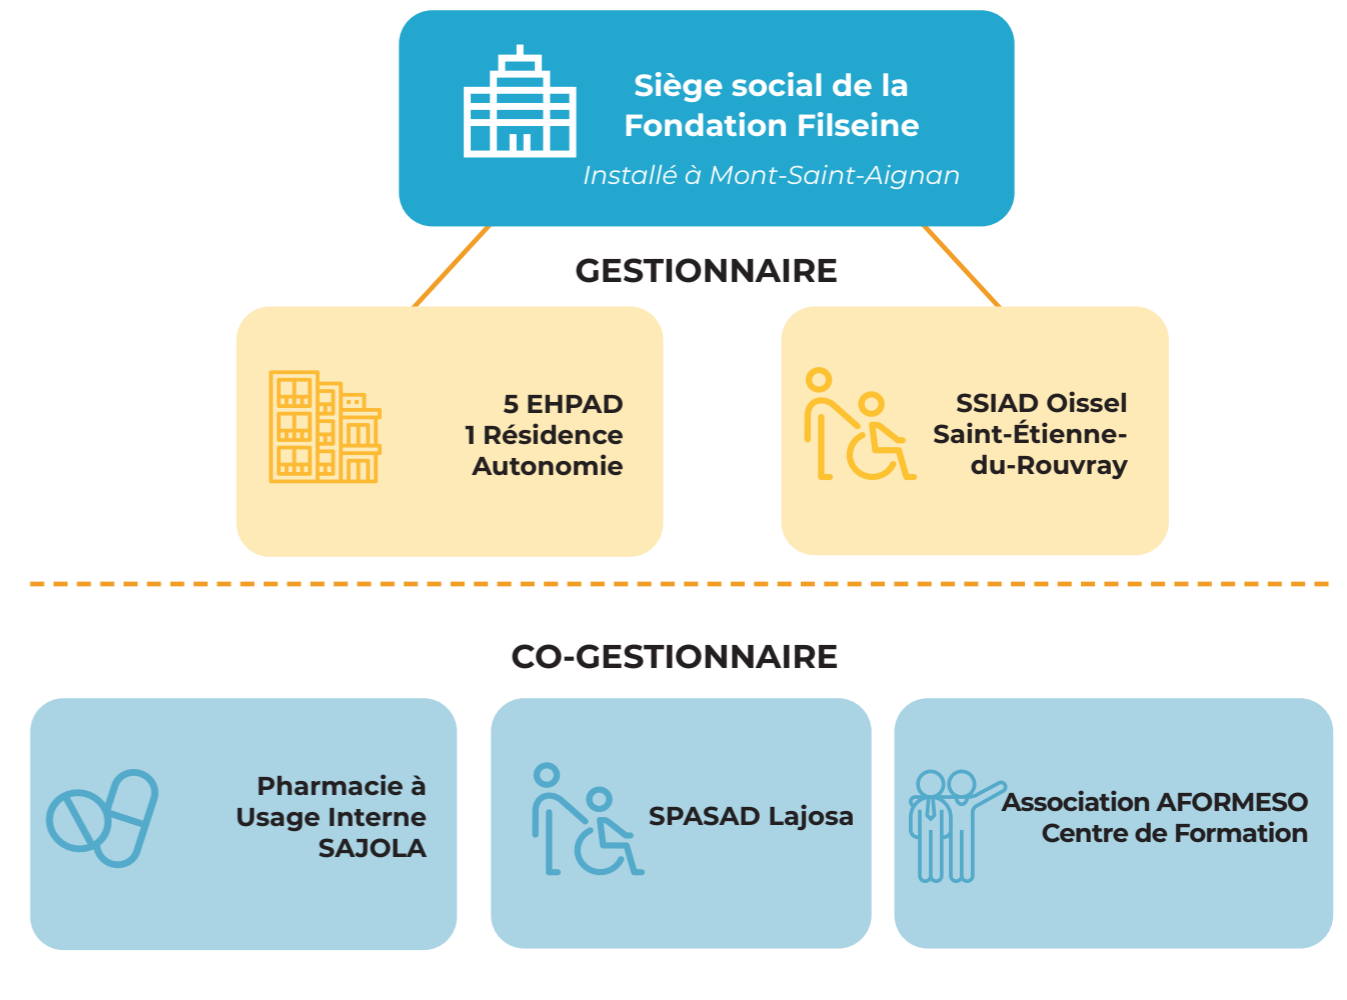 Siège social de la
Fondation Filseine
Installé à Mont-Saint-Aignan
GESTIONNAIRE
5 EHPAD
1 Résidence
Autonomie
SSIAD Oissel
Saint-Étienne-
du-Rouvray
CO-GESTIONNAIRE
Pharmacie à
Usage Interne
SAJOLA
SPASAD Lajosa
Association AFORMESO
Centre de Formation